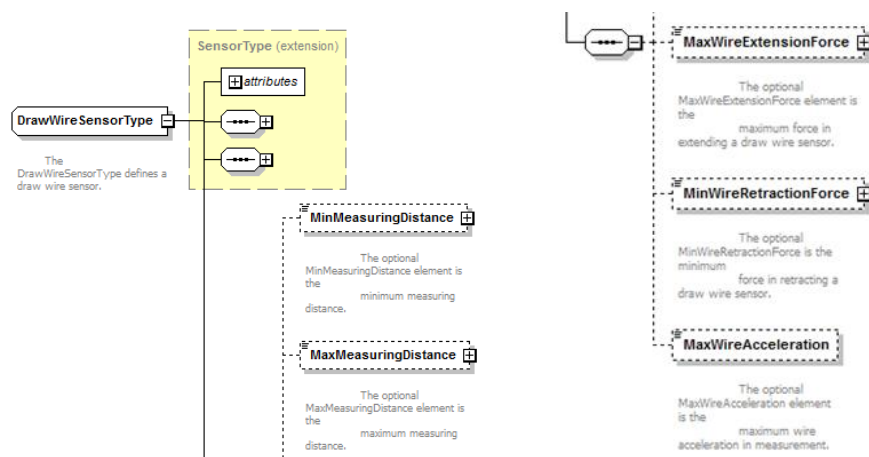 SensorType (extension)
attributes
DrawWireSensorType
The
DrawWireSensorType defines a
draw wire sensor.
MinMeasuringDistance
The optional
MinMeasuringDistance element is
the
minimum measuring
distance.
MaxMeasuringDistance
The optional
MaxMeasuringDistance element is
the
maximum measuring
distance.
MaxWireExtensionForce
The optional
MaxWireExtensionForce element is
the
maximum force in
extending a draw wire sensor.
MinWireRetractionForce
The optional
MinWireRetractionForce is the
minimum
force in retracting a
draw wire sensor.
MaxWireAcceleration
The optional
MaxWireAcceleration element
is the
maximum wire
acceleration in measurement.